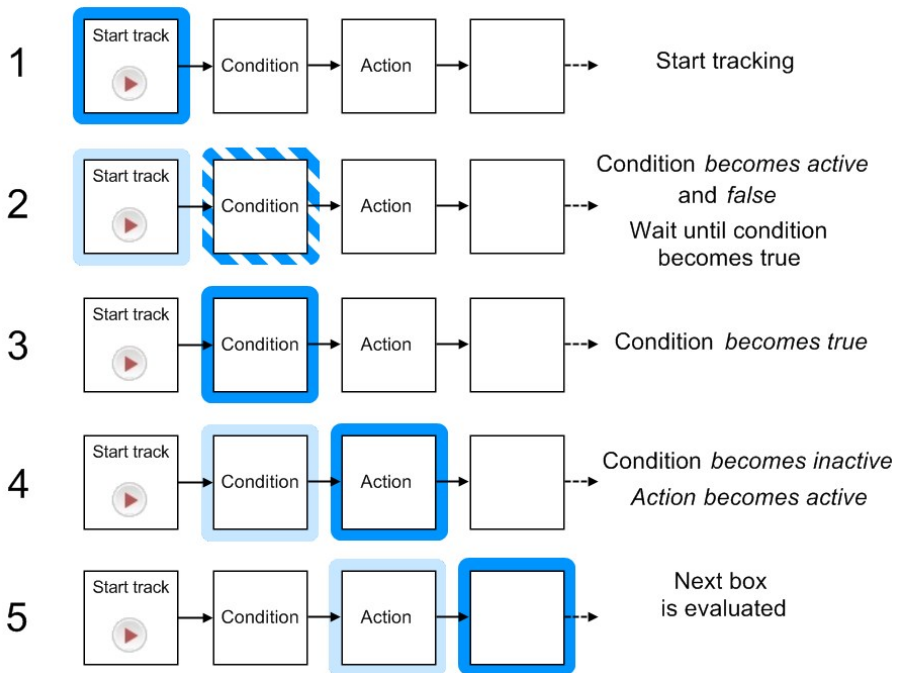 1
Start track
Condition
Action
Start tracking
2
Start track
Condition
Action
Condition becomes active
and false
Wait until condition
becomes true
3
Start track
Condition
Action
Condition becomes true
4
Start track
Condition
Action
Condition becomes inactive
Action becomes active
5
Start track
Condition
Action
Next box
is evaluated